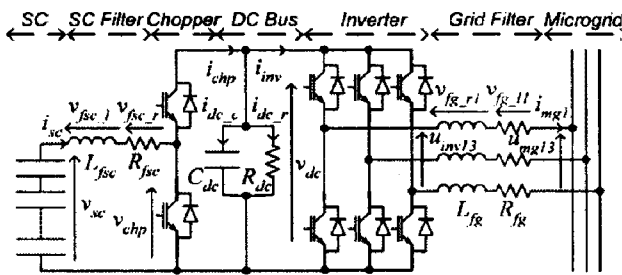 SC SC Filter Chopper DC Bus Inverter Grid Filter Microgrid
i_chp i_inv
i_sc v_fsc_l v_fsc_r i_dc_c i_dc_r v_fg_r1 v_fg_l1 i_mg1
L_fsc R_fsc C_dc R_dc v_dc u_inv13 u_mg13
v_sc v_chp L_fg R_fg